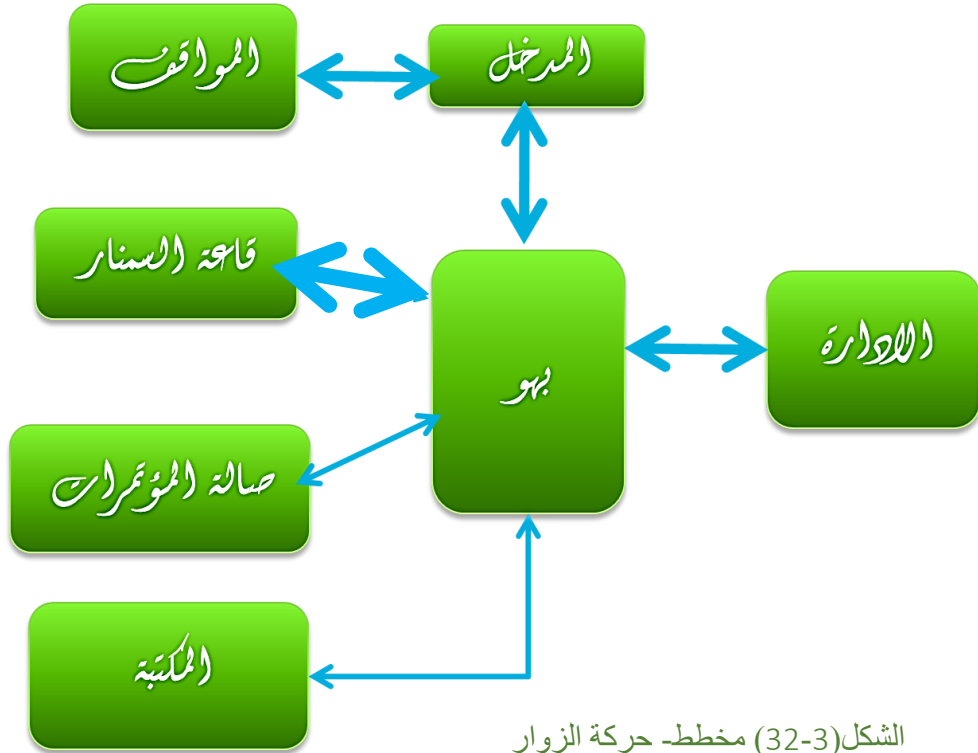 المواقف
المدخل
قاعة السمنار
بهو
الادارة
صالة المؤتمرات
المكتبة
الشكل(3-32) مخطط- حركة الزوار